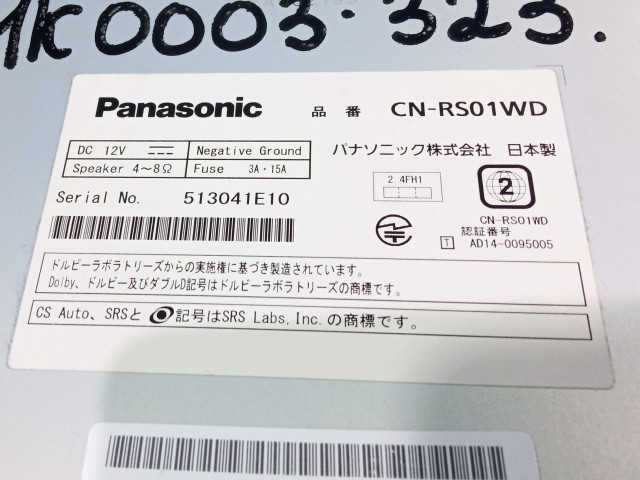 1K0003-323.
Panasonic 品番 CN-RS01WD
DC 12V Negative Ground
Speaker 4〜8Ω Fuse 3A・15A
パナソニック株式会社 日本製
Serial No. 513041E10
2.4FH1
2
CN-RS01WD
認証番号
T AD14-0095005
ドルビーラボラトリーズからの実施権に基づき製造されています。
Dolby、ドルビー及びダブルD記号はドルビーラボラトリーズの商標です。
CS Auto, SRSと 記号はSRS Labs,Inc.の商標です。